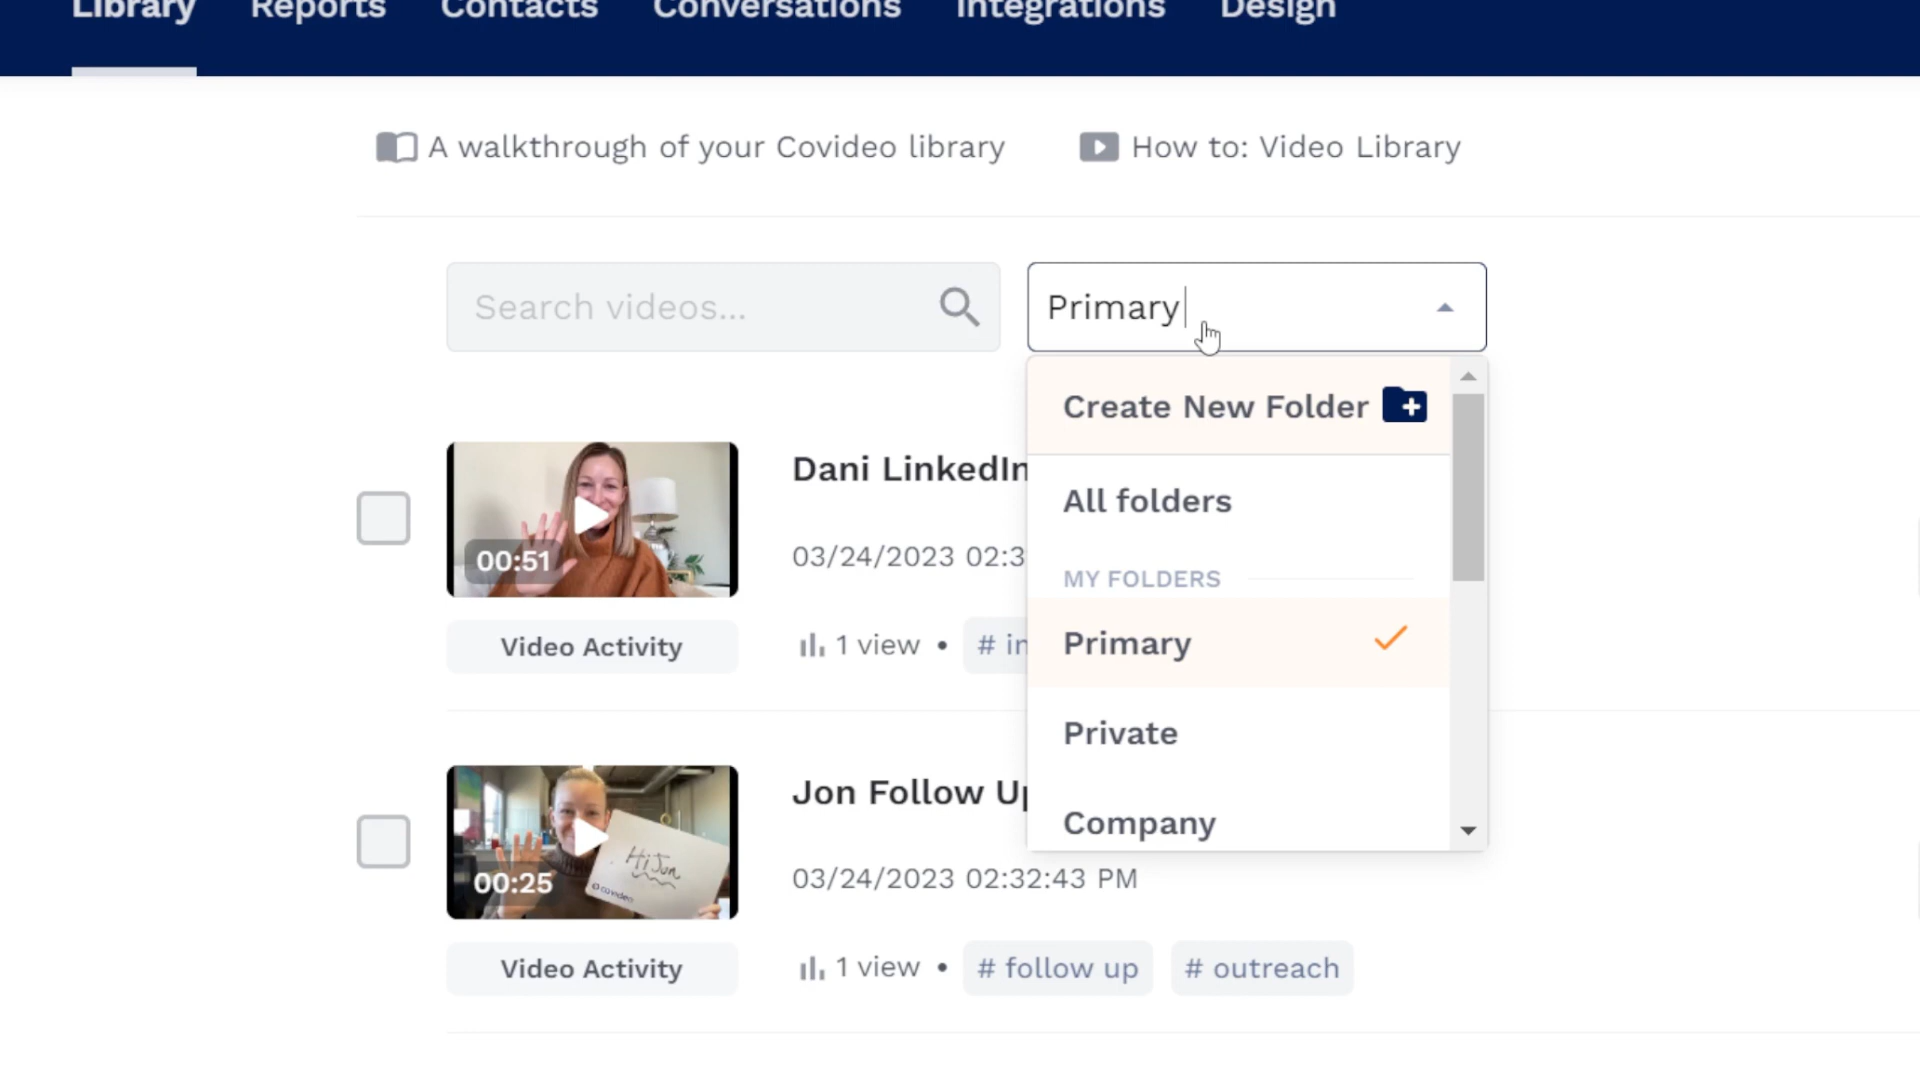 Library Reports Contacts Conversations Integrations Design
A walkthrough of your Covideo library How to: Video Library
Search videos... Primary
Create New Folder
All folders
MY FOLDERS
Primary
Private
Company
Dani LinkedIn
00:51
03/24/2023 02:3
Video Activity
1 view • # in
Jon Follow Up
Hi Jon
covideo
00:25
03/24/2023 02:32:43 PM
Video Activity
1 view • # follow up # outreach